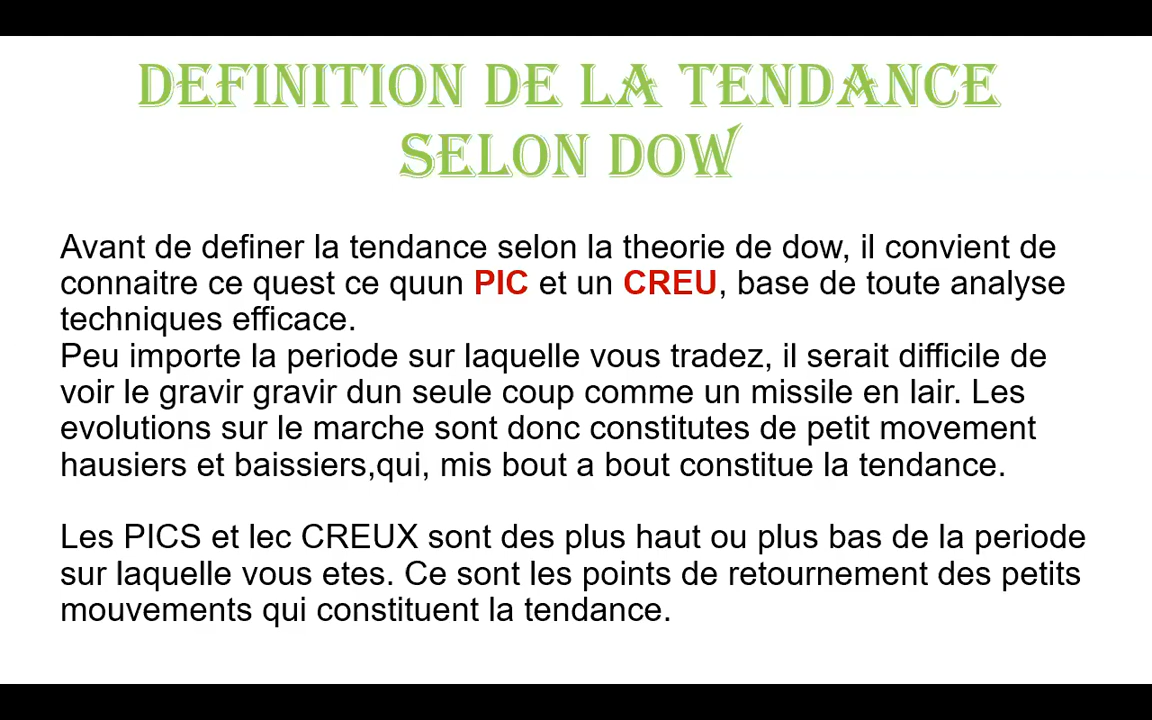 DEFINITION DE LA TENDANCE
SELON DOW
Avant de definer la tendance selon la theorie de dow, il convient de
connaitre ce quest ce quun PIC et un CREU, base de toute analyse
techniques efficace.
Peu importe la periode sur laquelle vous tradez, il serait difficile de
voir le gravir gravir dun seule coup comme un missile en lair. Les
evolutions sur le marche sont donc constitutes de petit movement
hausiers et baissiers,qui, mis bout a bout constitue la tendance.
Les PICS et lec CREUX sont des plus haut ou plus bas de la periode
sur laquelle vous etes. Ce sont les points de retournement des petits
mouvements qui constituent la tendance.